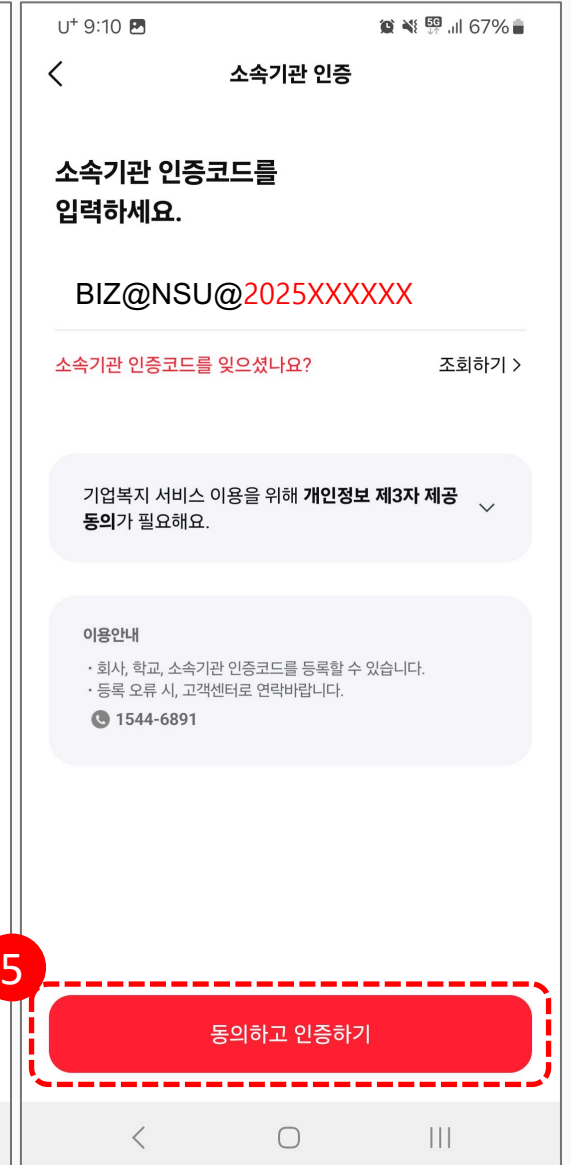 U+ 9:10 5G 67%
소속기관 인증
소속기관 인증코드를
입력하세요.
BIZ@NSU@2025XXXXXX
소속기관 인증코드를 잊으셨나요? 조회하기 >
기업복지 서비스 이용을 위해 개인정보 제3자 제공
동의가 필요해요.
이용안내
· 회사, 학교, 소속기관 인증코드를 등록할 수 있습니다.
· 등록 오류 시, 고객센터로 연락바랍니다.
1544-6891
5
동의하고 인증하기